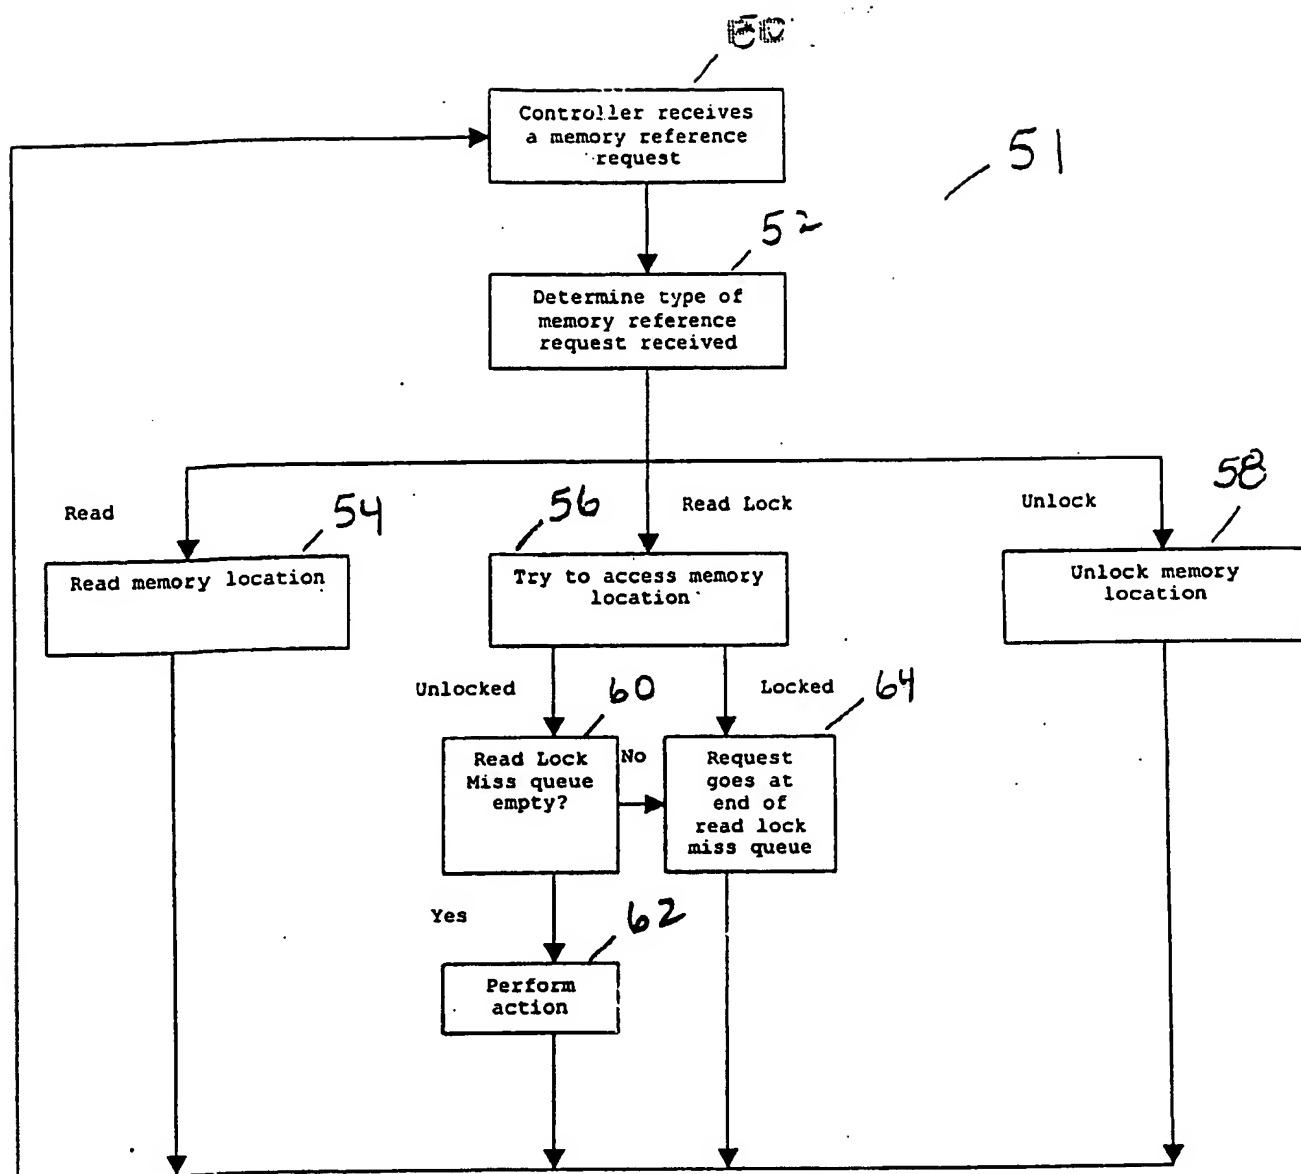 Controller receives
a memory reference
request
51
52
Determine type of
memory reference
request received
Read
54
56
Read Lock
Unlock
58
Read memory location
Try to access memory
location
Unlock memory
location
Unlocked
60
Locked
64
Read Lock
Miss queue
empty?
No
Request
goes at
end of
read lock
miss queue
Yes
62
Perform
action